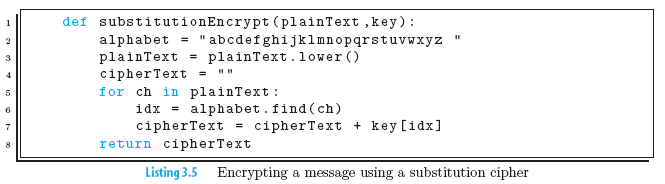 1 def substitutionEncrypt(plainText,key):
2 alphabet = "abcdefghijklmnopqrstuvwxyz "
3 plainText = plainText.lower()
4 cipherText = ""
5 for ch in plainText:
6 idx = alphabet.find(ch)
7 cipherText = cipherText + key[idx]
8 return cipherText
Listing 3.5 Encrypting a message using a substitution cipher